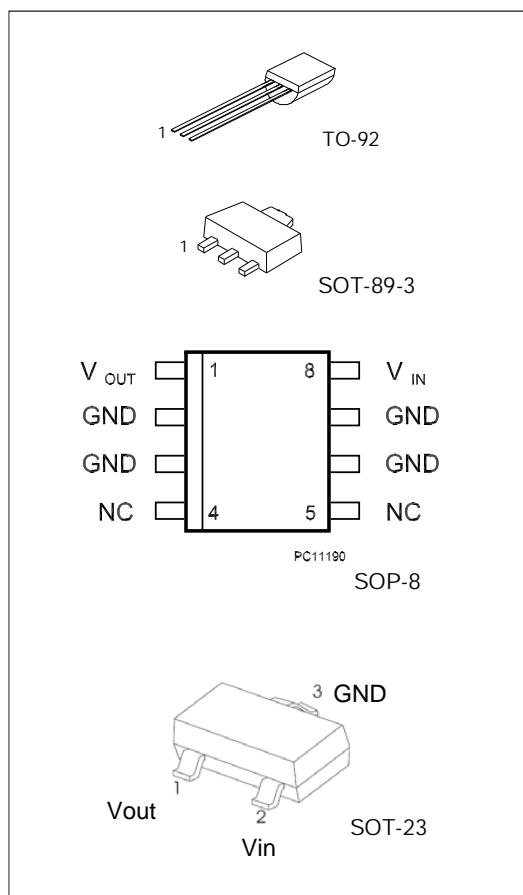 1
TO-92
1
SOT-89-3
V OUT 1 8 V IN
GND GND
GND GND
NC 4 5 NC
PC11190
SOP-8
3 GND
1
Vout
2
Vin
SOT-23